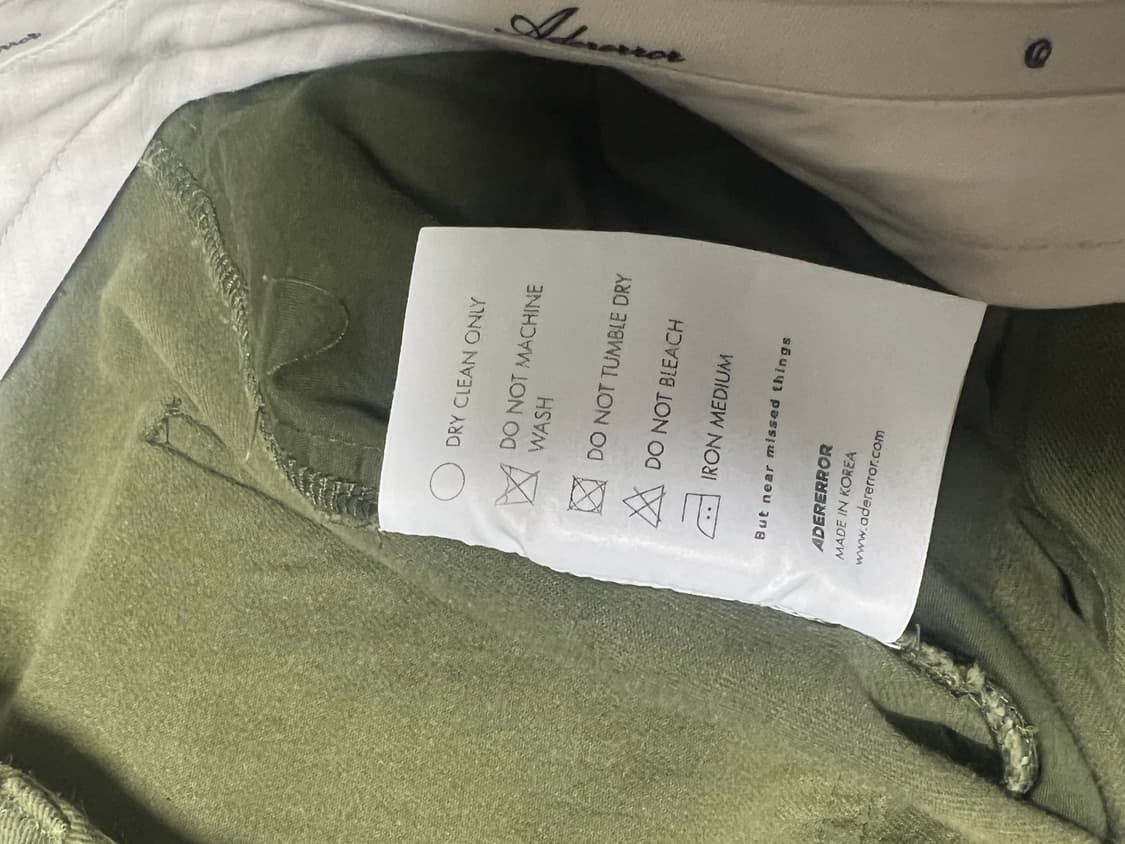 Adererror
DRY CLEAN ONLY
DO NOT MACHINE
WASH
DO NOT TUMBLE DRY
DO NOT BLEACH
IRON MEDIUM
But near missed things
ADERERROR
MADE IN KOREA
www.adererror.com